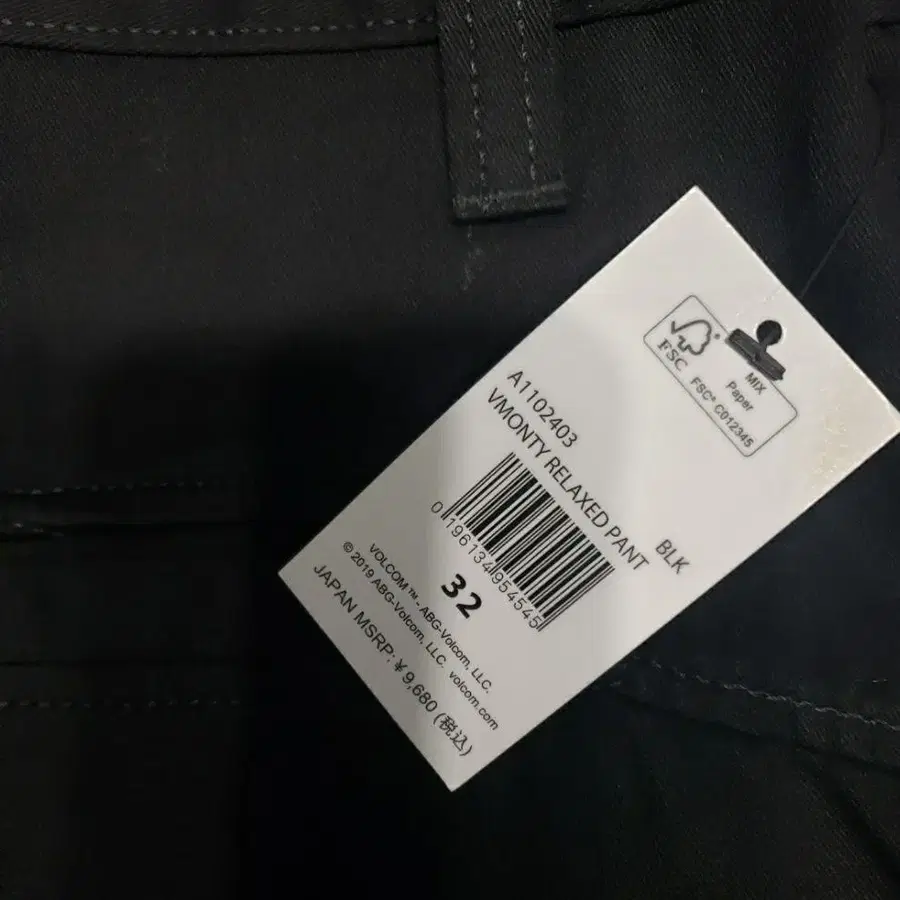 FSC
MIX
Paper
FSC® C012345
A1102403
VMONTY RELAXED PANT
BLK
0 196134 954545
32
VOLCOM™ - ABG-Volcom, LLC.
© 2019 ABG-Volcom, LLC. volcom.com
JAPAN MSRP: ¥ 9,680 (税込)